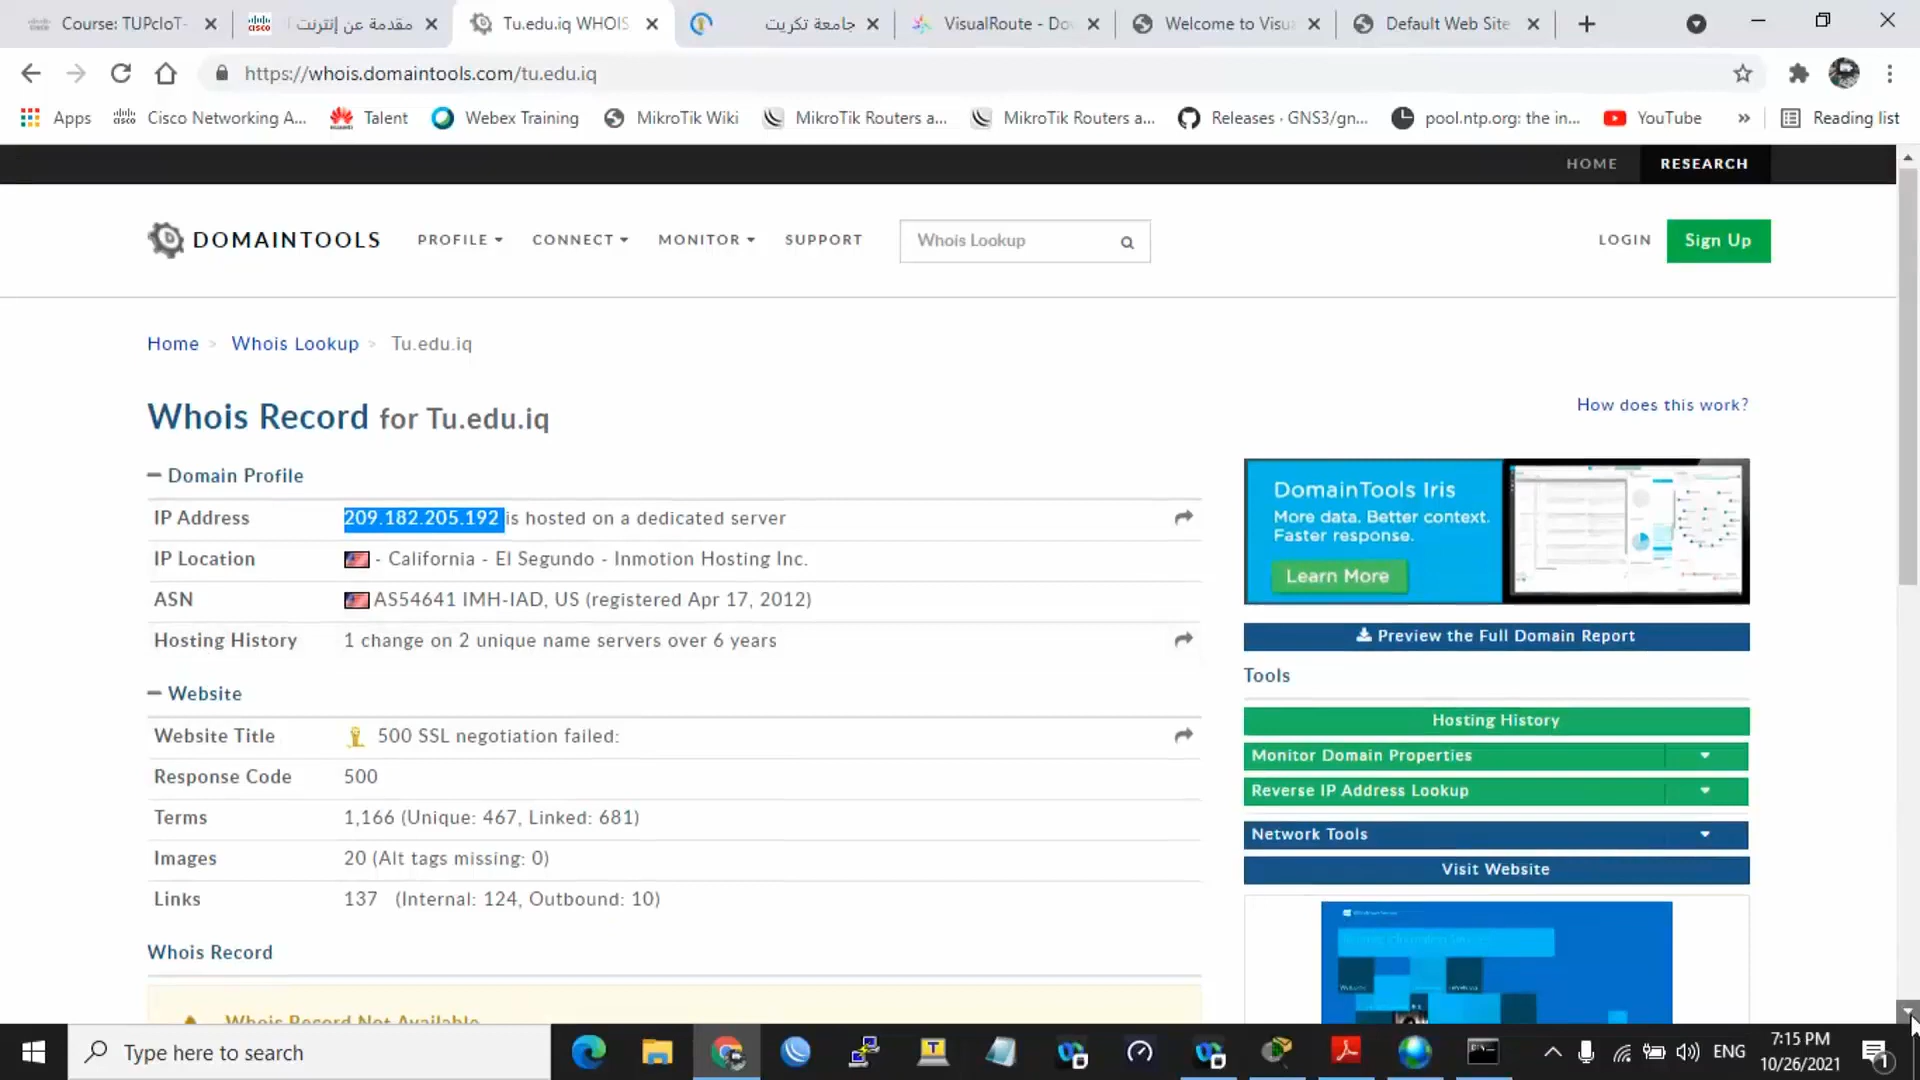 Course: TUPcIoT-
مقدمة عن إنترنت
Tu.edu.iq WHOIS
جامعة تكريت
VisualRoute - Do
Welcome to Visu
Default Web Site
https://whois.domaintools.com/tu.edu.iq
Apps
cisco Cisco Networking A...
Talent
Webex Training
MikroTik Wiki
MikroTik Routers a...
MikroTik Routers a...
Releases · GNS3/gn...
pool.ntp.org: the in...
YouTube
»
Reading list
HOME
RESEARCH
DOMAINTOOLS
PROFILE
CONNECT
MONITOR
SUPPORT
Whois Lookup
LOGIN
Sign Up
Home > Whois Lookup > Tu.edu.iq
Whois Record for Tu.edu.iq
How does this work?
Domain Profile
IP Address 209.182.205.192 is hosted on a dedicated server
IP Location - California - El Segundo - Inmotion Hosting Inc.
ASN AS54641 IMH-IAD, US (registered Apr 17, 2012)
Hosting History 1 change on 2 unique name servers over 6 years
Website
Website Title 500 SSL negotiation failed:
Response Code 500
Terms 1,166 (Unique: 467, Linked: 681)
Images 20 (Alt tags missing: 0)
Links 137 (Internal: 124, Outbound: 10)
Whois Record
Whois Record Not Available
DomainTools Iris
More data. Better context.
Faster response.
Learn More
Preview the Full Domain Report
Tools
Hosting History
Monitor Domain Properties
Reverse IP Address Lookup
Network Tools
Visit Website
Type here to search
ENG
7:15 PM
10/26/2021
1